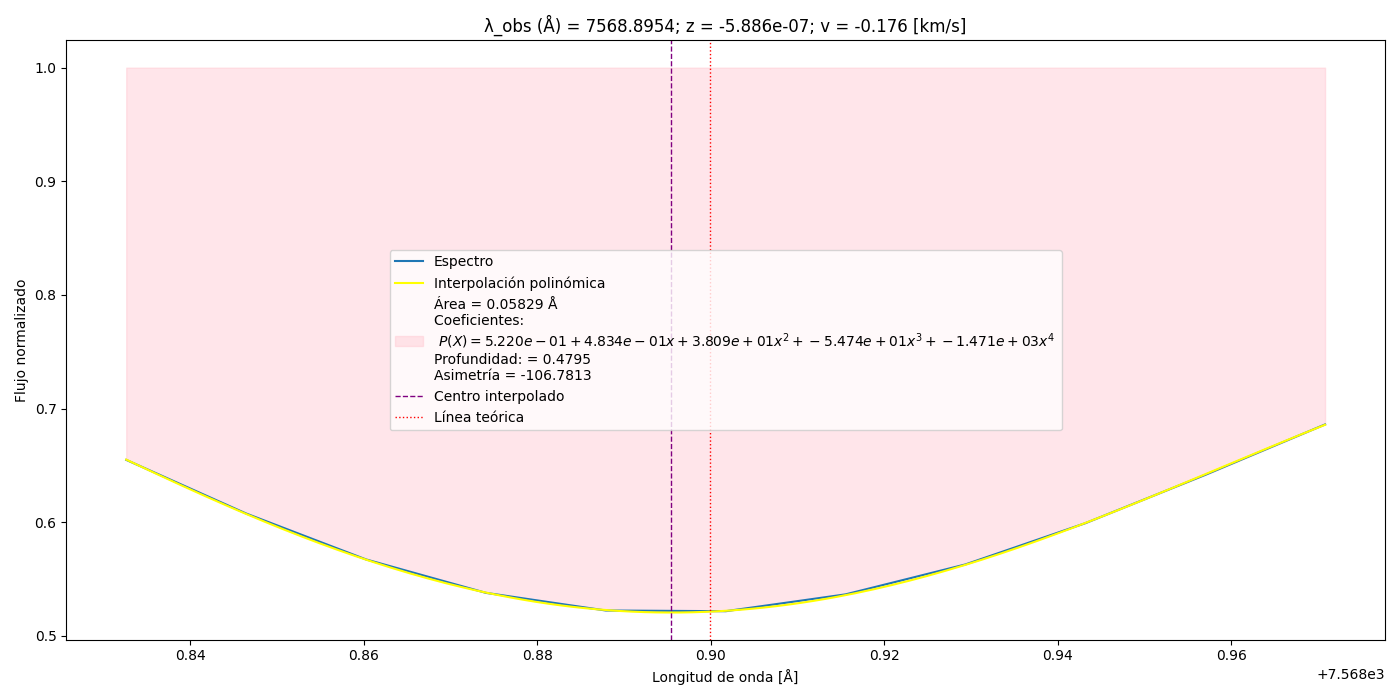 λ_obs (Å) = 7568.8954; z = -5.886e-07; v = -0.176 [km/s]
Flujo normalizado
1.0
0.9
0.8
0.7
0.6
0.5
Espectro
Interpolación polinómica
Área = 0.05829 Å
Coeficientes:
P(X) = 5.220e − 01 + 4.834e − 01x + 3.809e + 01x² + − 5.474e + 01x³ + − 1.471e + 03x⁴
Profundidad: = 0.4795
Asimetría = -106.7813
Centro interpolado
Línea teórica
0.84 0.86 0.88 0.90 0.92 0.94 0.96
Longitud de onda [Å]
+7.568e3